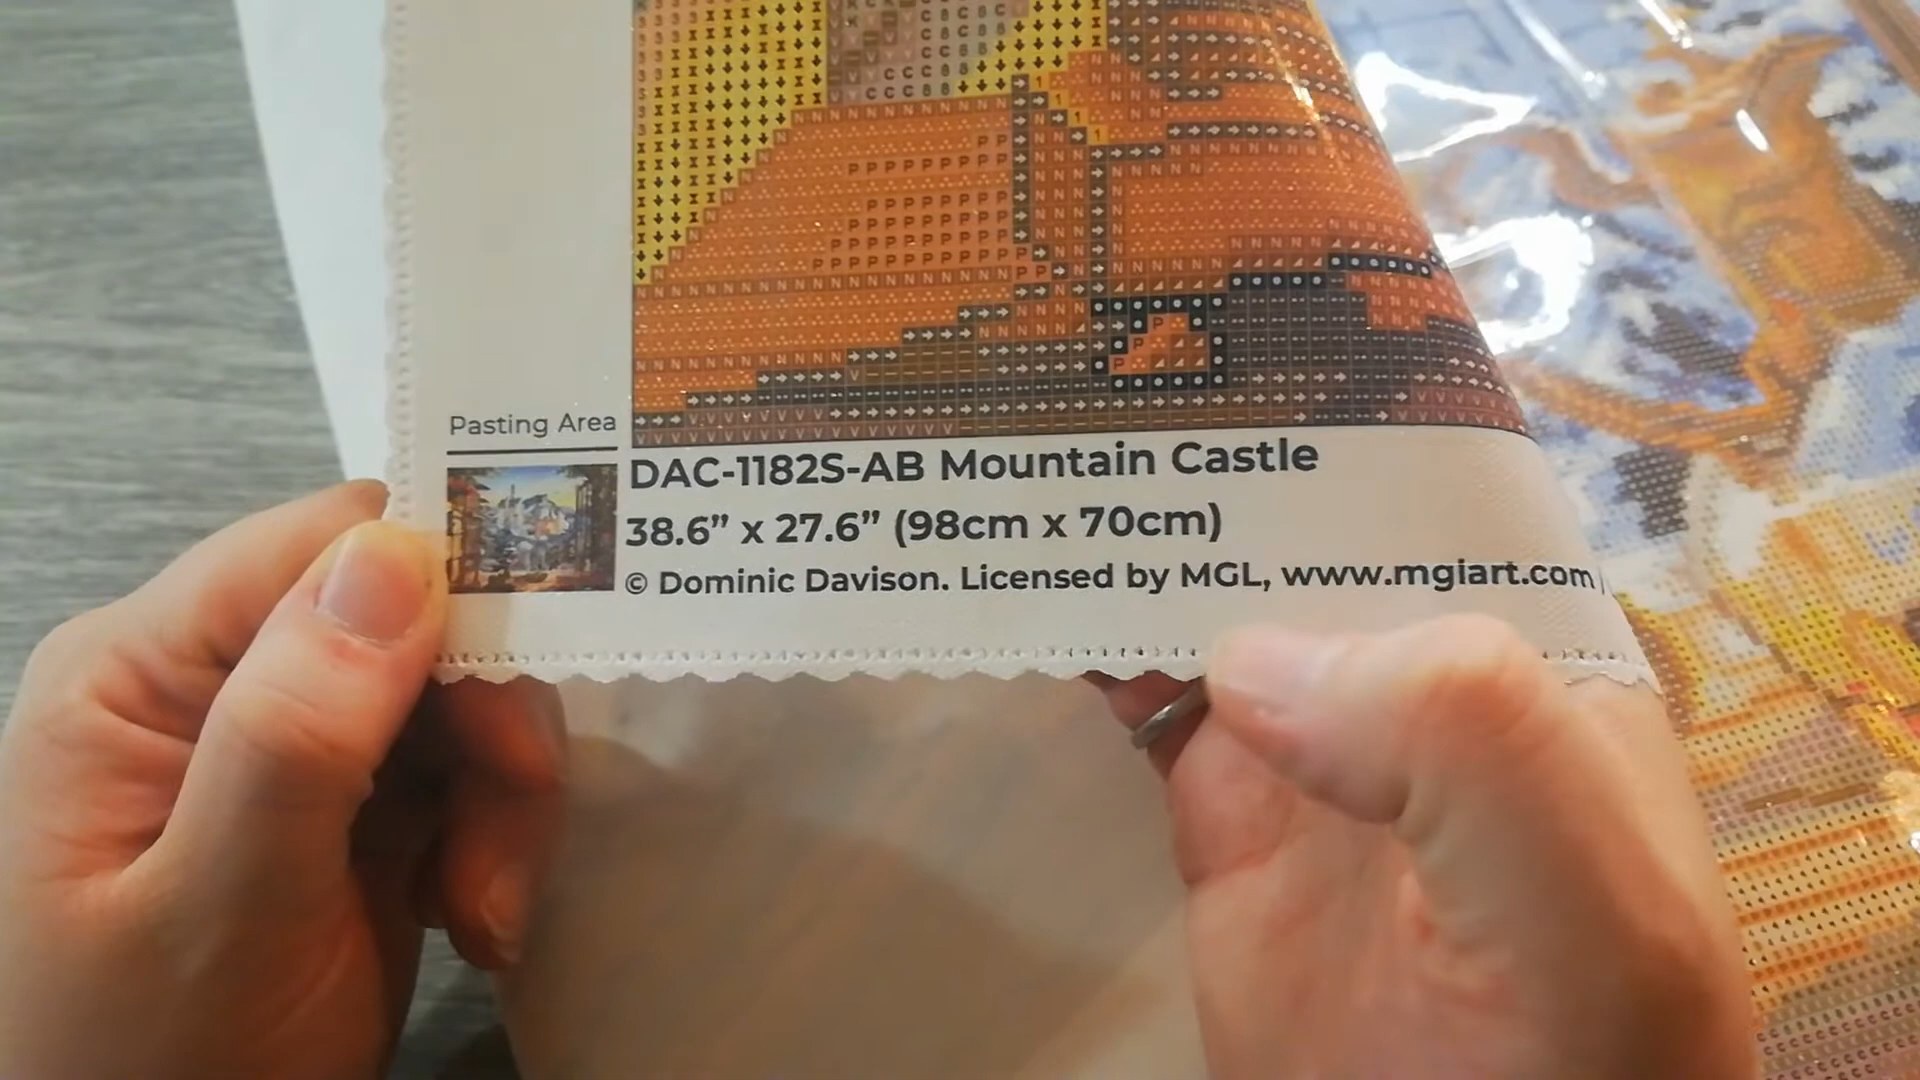 Pasting Area
DAC-1182S-AB Mountain Castle
38.6” x 27.6” (98cm x 70cm)
© Dominic Davison. Licensed by MGL, www.mgiart.com